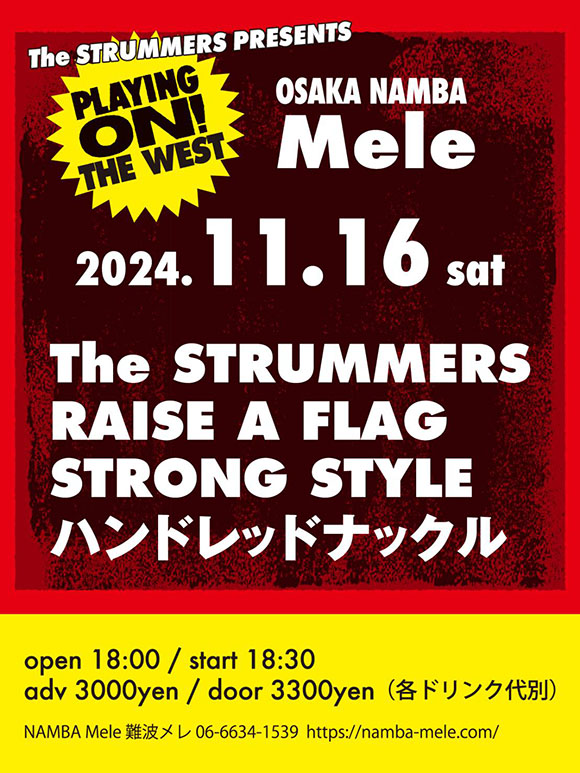 The STRUMMERS PRESENTS
PLAYING
ON!
THE WEST
OSAKA NAMBA
Mele
2024. 11.16 sat
The STRUMMERS
RAISE A FLAG
STRONG STYLE
ハンドレッドナックル
open 18:00 / start 18:30
adv 3000yen / door 3300yen（各ドリンク代別）
NAMBA Mele 難波メレ 06-6634-1539 https://namba-mele.com/